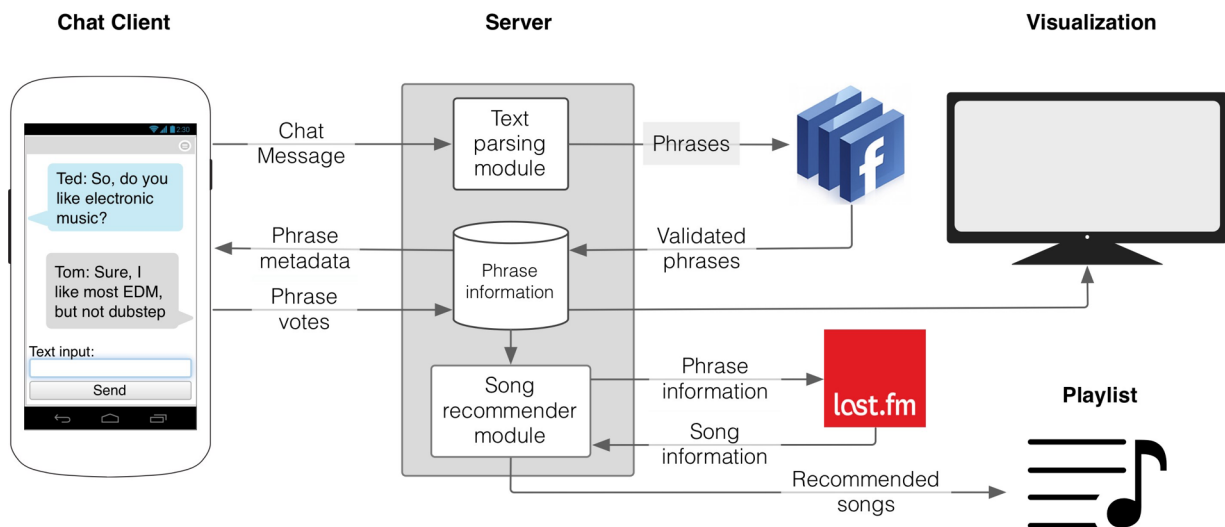 Chat Client
Server
Visualization
2:30
Ted: So, do you
like electronic
music?
Tom: Sure, I
like most EDM,
but not dubstep
Text input:
Send
Chat
Message
Text
parsing
module
Phrases
f
Phrase
metadata
Phrase
information
Validated
phrases
Phrase
votes
Song
recommender
module
Phrase
information
last.fm
Song
information
Playlist
Recommended
songs